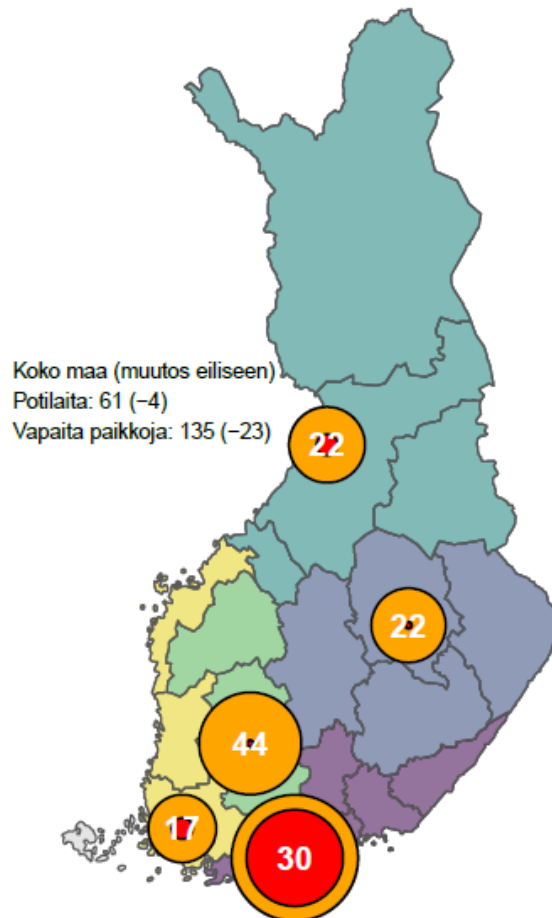 Koko maa (muutos eiliseen)
Potilaita: 61 (−4)
Vapaita paikkoja: 135 (−23)
22
22
44
17
30